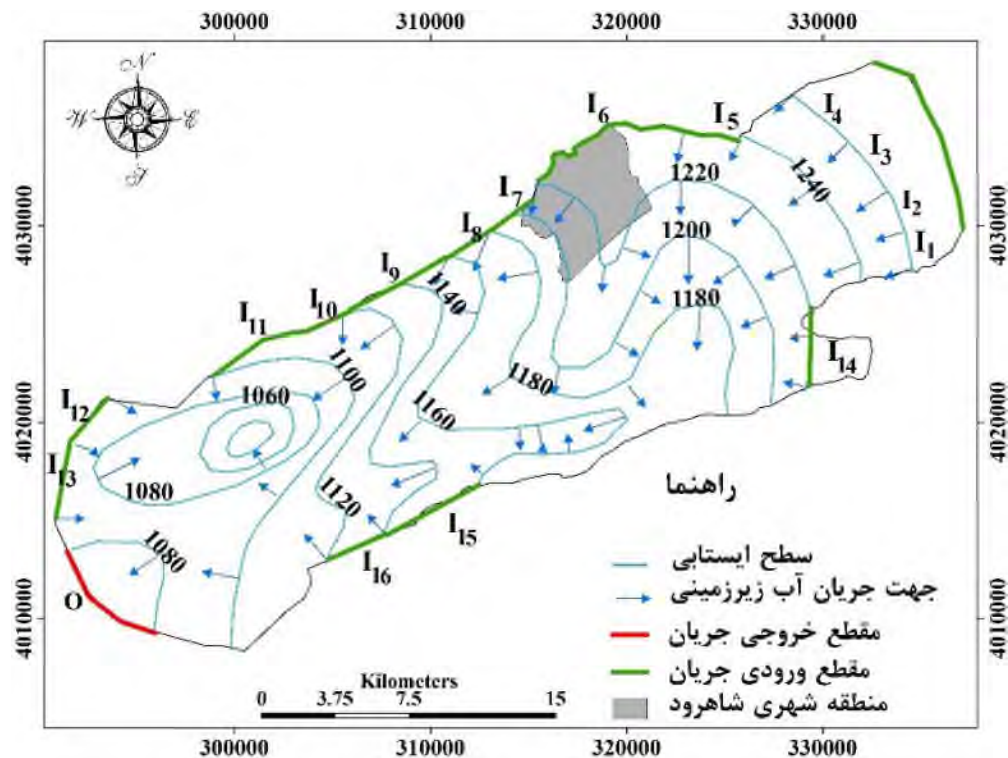 300000 310000 320000 330000
4030000
4020000
4010000
N
W E
S
I6
I5
I4
I3
I2
I1
I7
I8
I9
I10
I11
I12
I13
I14
I15
I16
O
1240
1220
1200
1180
1180
1140
1160
1100
1060
1120
1080
1080
راهنما
سطح ایستابی
جهت جریان آب زیرزمینی
مقطع خروجی جریان
مقطع ورودی جریان
منطقه شهری شاهرود
Kilometers
0 3.75 7.5 15
4030000
4020000
4010000
300000 310000 320000 330000